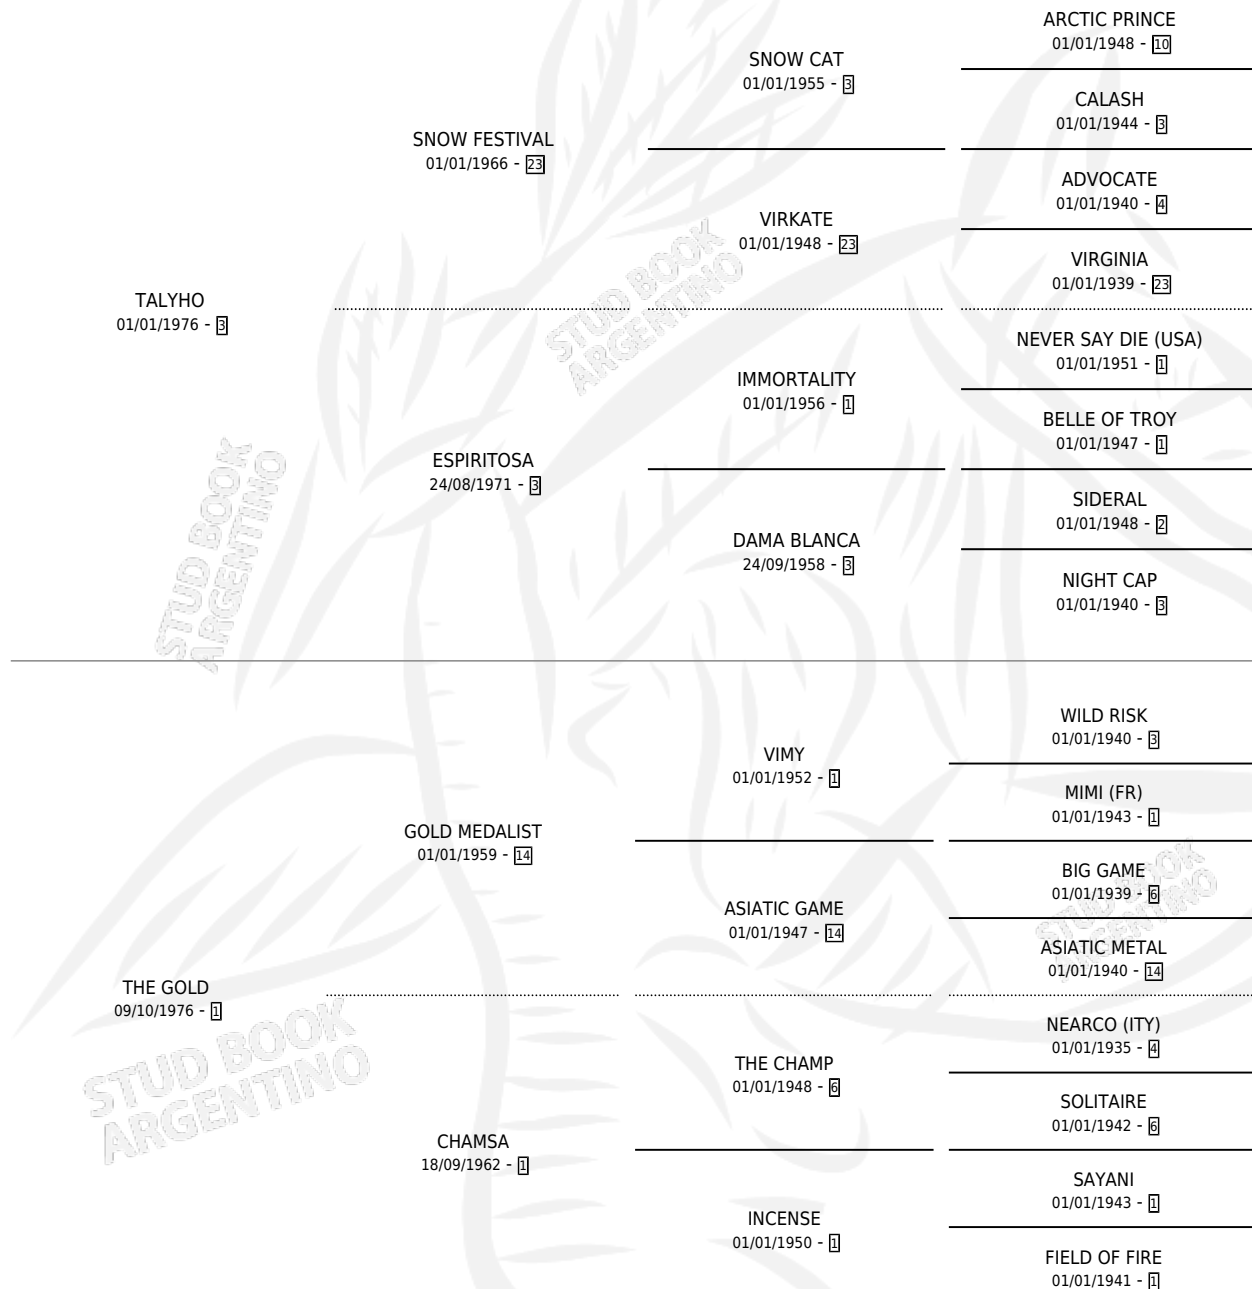 ARCTIC PRINCE
01/01/1948 - 10
SNOW CAT
01/01/1955 - 3
CALASH
01/01/1944 - 3
SNOW FESTIVAL
01/01/1966 - 23
ADVOCATE
01/01/1940 - 4
VIRKATE
01/01/1948 - 23
VIRGINIA
01/01/1939 - 23
TALYHO
01/01/1976 - 3
NEVER SAY DIE (USA)
01/01/1951 - 1
IMMORTALITY
01/01/1956 - 1
BELLE OF TROY
01/01/1947 - 1
ESPIRITOSA
24/08/1971 - 3
SIDERAL
01/01/1948 - 2
DAMA BLANCA
24/09/1958 - 3
NIGHT CAP
01/01/1940 - 3
WILD RISK
01/01/1940 - 3
VIMY
01/01/1952 - 1
MIMI (FR)
01/01/1943 - 1
GOLD MEDALIST
01/01/1959 - 14
BIG GAME
01/01/1939 - 6
ASIATIC GAME
01/01/1947 - 14
ASIATIC METAL
01/01/1940 - 14
THE GOLD
09/10/1976 - 1
NEARCO (ITY)
01/01/1935 - 4
THE CHAMP
01/01/1948 - 6
SOLITAIRE
01/01/1942 - 6
CHAMSA
18/09/1962 - 1
SAYANI
01/01/1943 - 1
INCENSE
01/01/1950 - 1
FIELD OF FIRE
01/01/1941 - 1
STUD BOOK
ARGENTINO
STUD BOOK
ARGENTINO
STUD BOOK
ARGENTINO
STUD BOOK
ARGENTINO